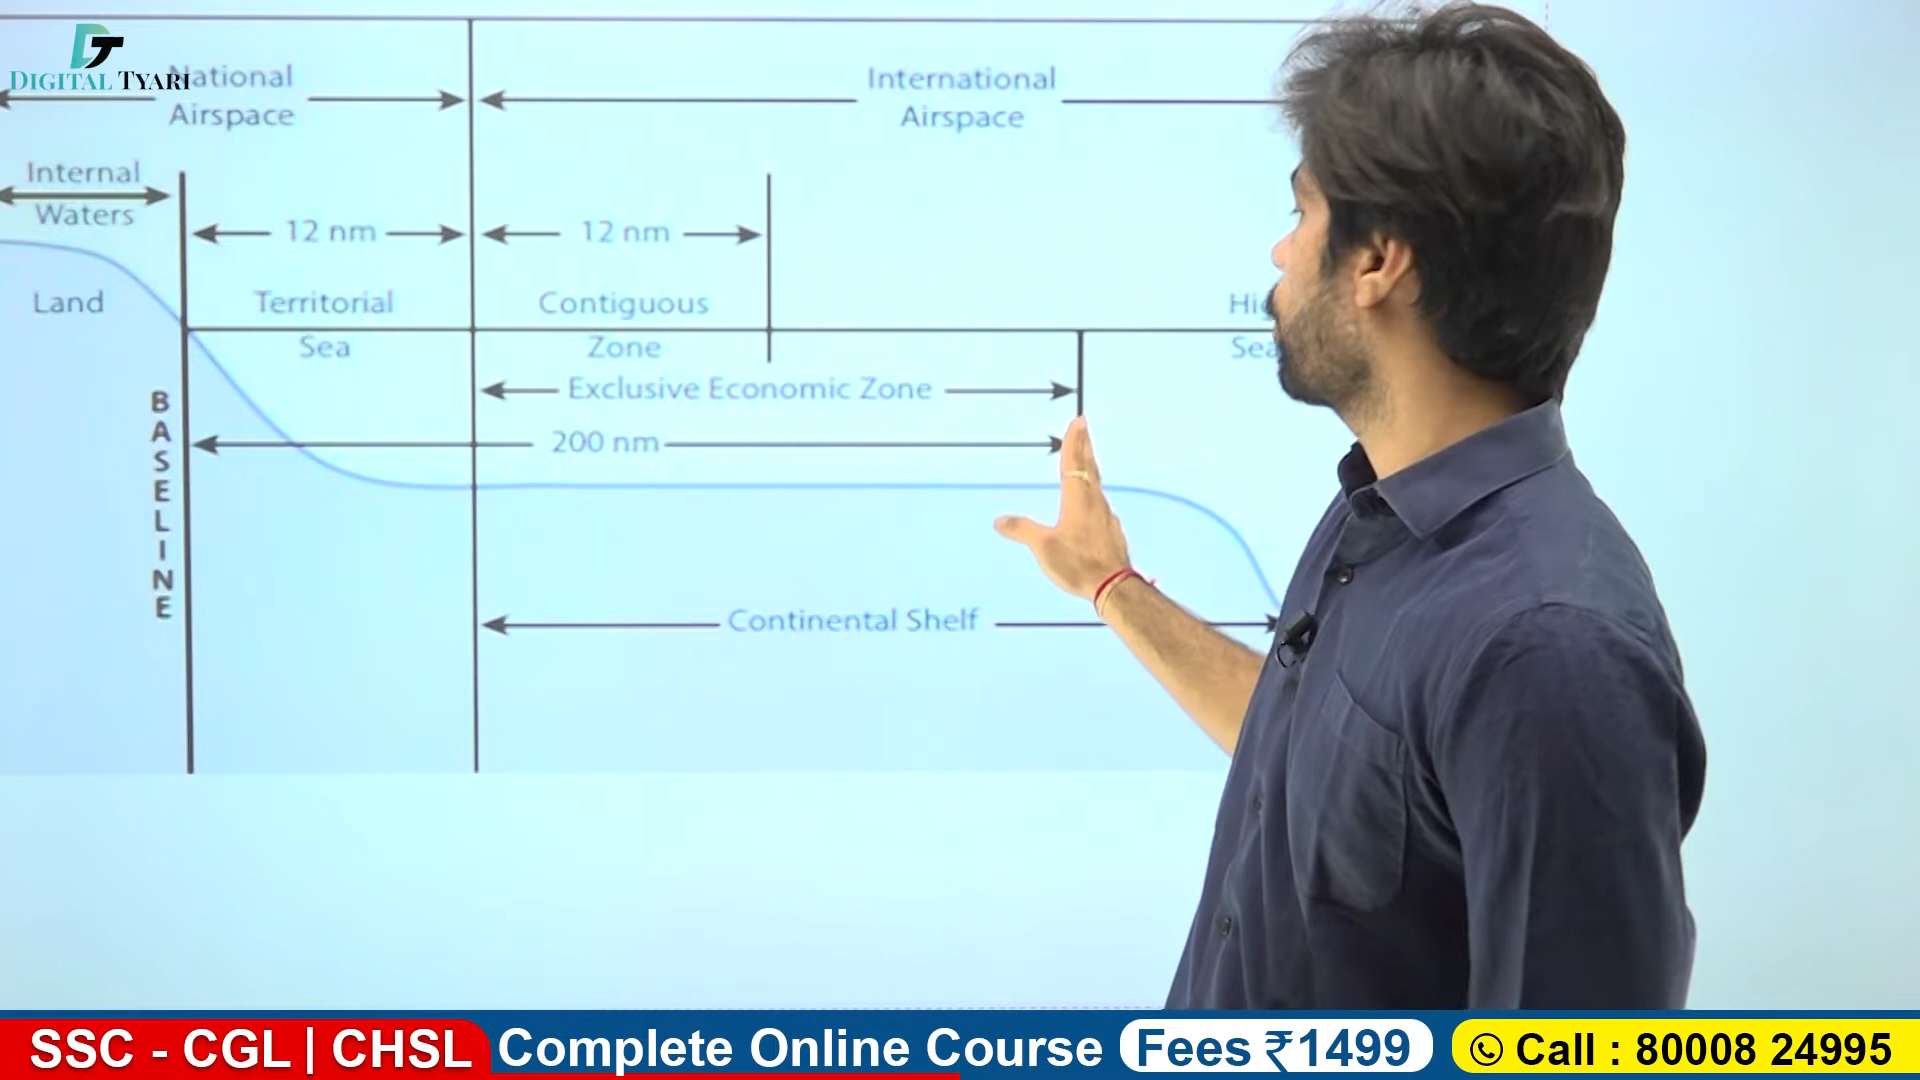 DT
DIGITAL TYARI
National
Airspace
International
Airspace
Internal
Waters
12 nm
12 nm
Land
Territorial
Sea
Contiguous
Zone
Exclusive Economic Zone
200 nm
BASELINE
Continental Shelf
SSC - CGL | CHSL
Complete Online Course
Fees ₹1499
Call : 80008 24995